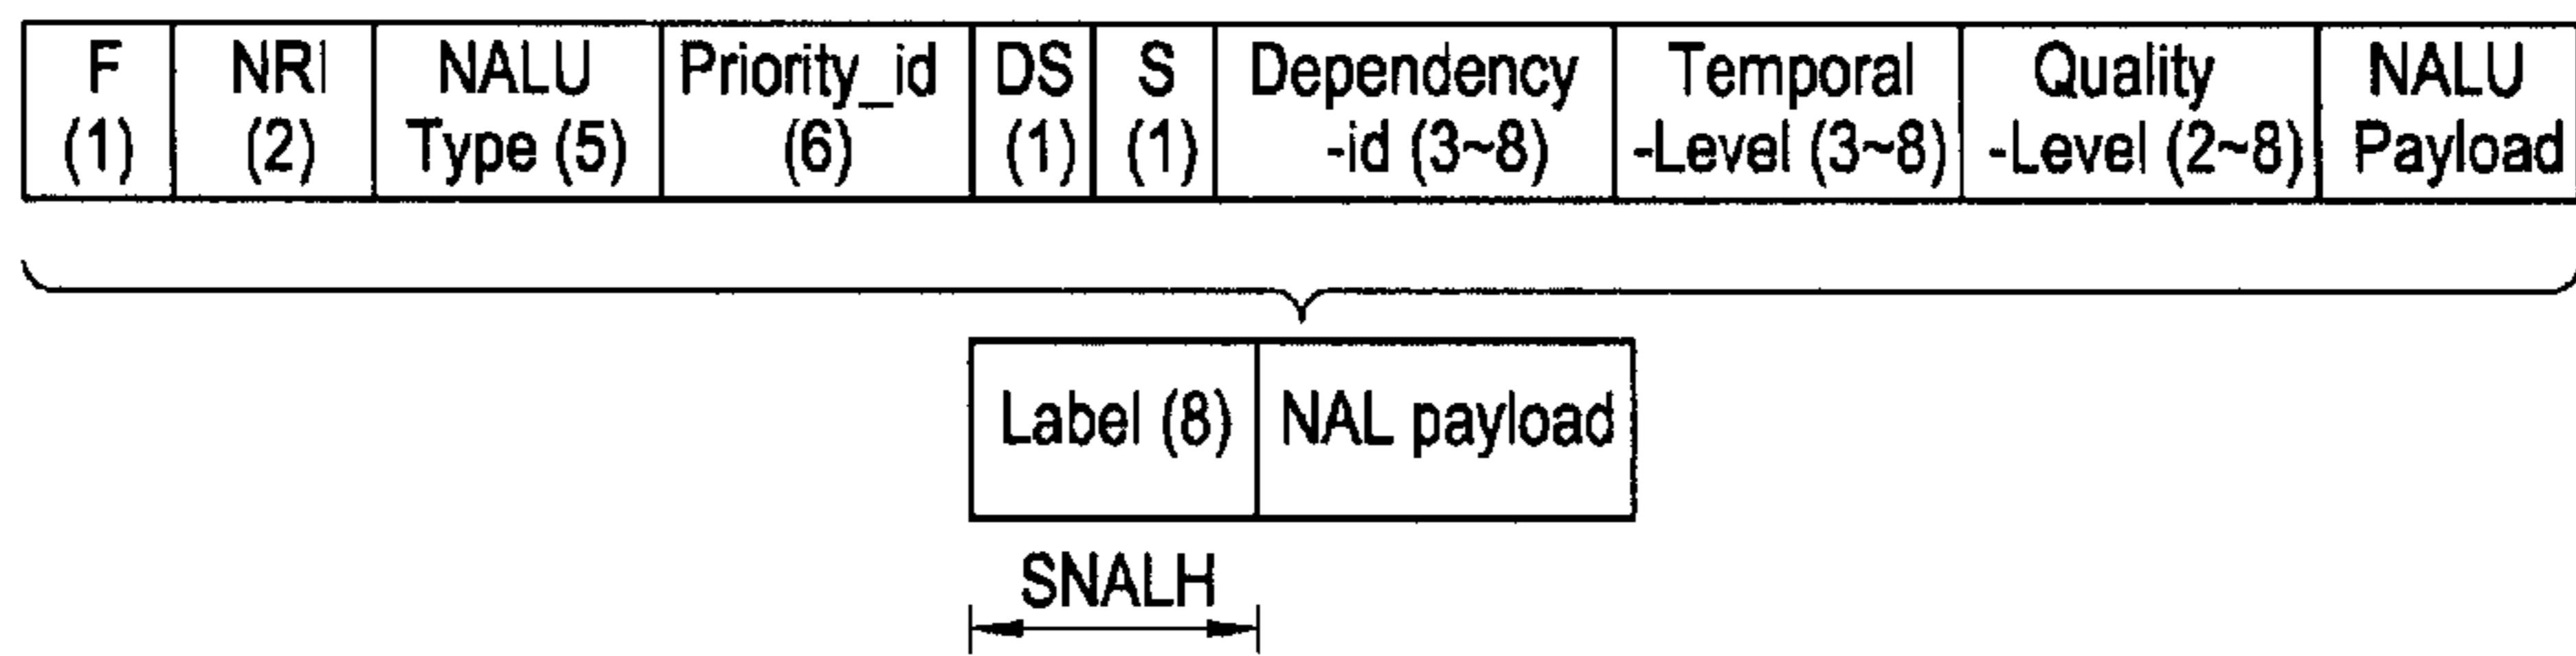 F NRI NALU Priority_id DS S Dependency Temporal Quality NALU
(1) (2) Type (5) (6) (1) (1) -id (3~8) -Level (3~8) -Level (2~8) Payload
Label (8) NAL payload
SNALH